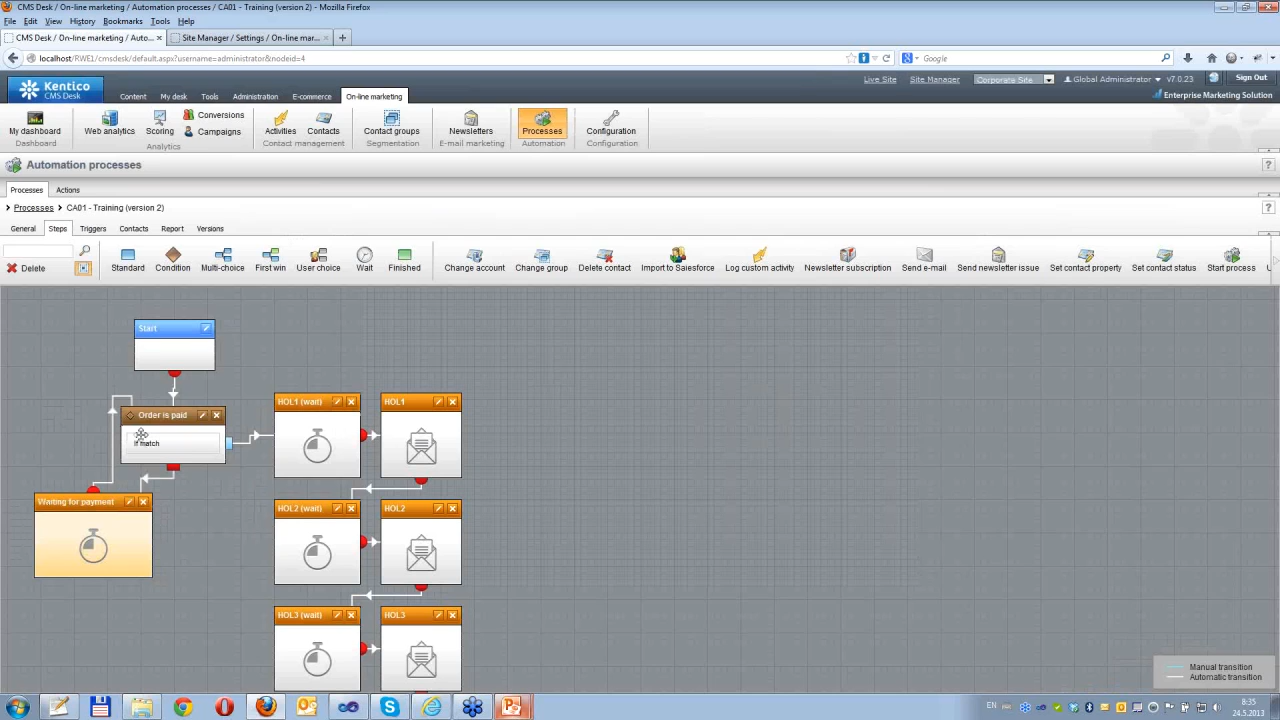 CMS Desk / On-line marketing / Automation processes / CA01 - Training (version 2) - Mozilla Firefox
File Edit View History Bookmarks Tools Help
CMS Desk / On-line marketing / Auto... × Site Manager / Settings / On-line mar... × +
localhost/RWE1/cmsdesk/default.aspx?username=administrator&nodeid=4
Google
Live Site Site Manager Corporate Site Global Administrator v7.0.23 Sign Out
Kentico
CMS Desk
Content My desk Tools Administration E-commerce On-line marketing
Enterprise Marketing Solution
My dashboard Web analytics Scoring Conversions Campaigns Activities Contacts Contact groups Newsletters Processes Configuration
Dashboard Analytics Contact management Segmentation E-mail marketing Automation Configuration
Automation processes
?
Processes Actions
> Processes > CA01 - Training (version 2)
?
General Steps Triggers Contacts Report Versions
Delete
Standard Condition Multi-choice First win User choice Wait Finished Change account Change group Delete contact Import to Salesforce Log custom activity Newsletter subscription Send e-mail Send newsletter issue Set contact property Set contact status Start process
Start
HOL1 (wait) HOL1
Order is paid
If match
Waiting for payment
HOL2 (wait) HOL2
HOL3 (wait) HOL3
Manual transition
Automatic transition
EN
8:35
24.5.2013